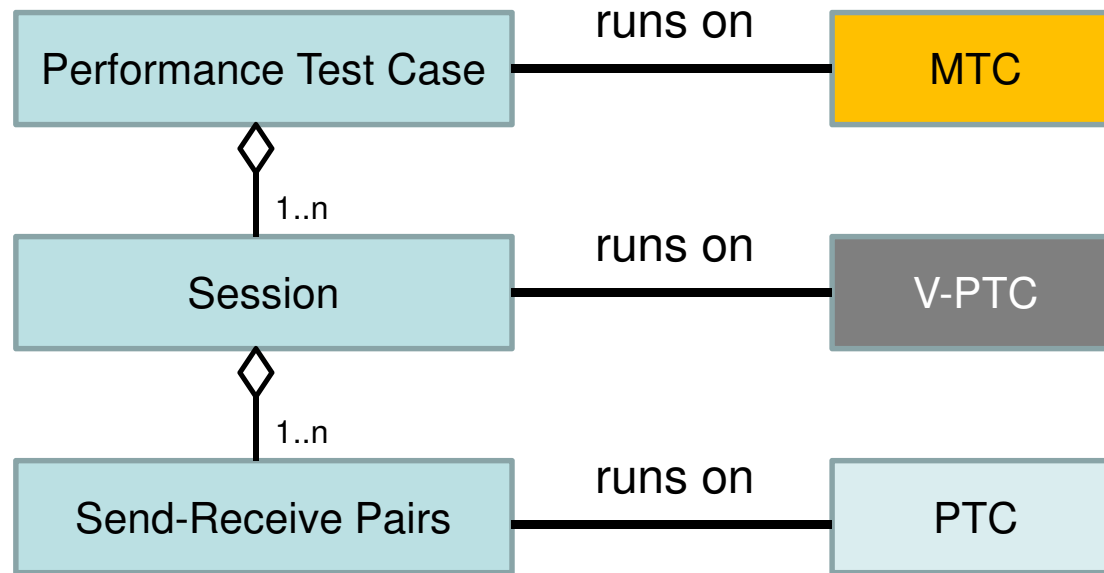 Performance Test Case
runs on
MTC
1..n
Session
runs on
V-PTC
1..n
Send-Receive Pairs
runs on
PTC